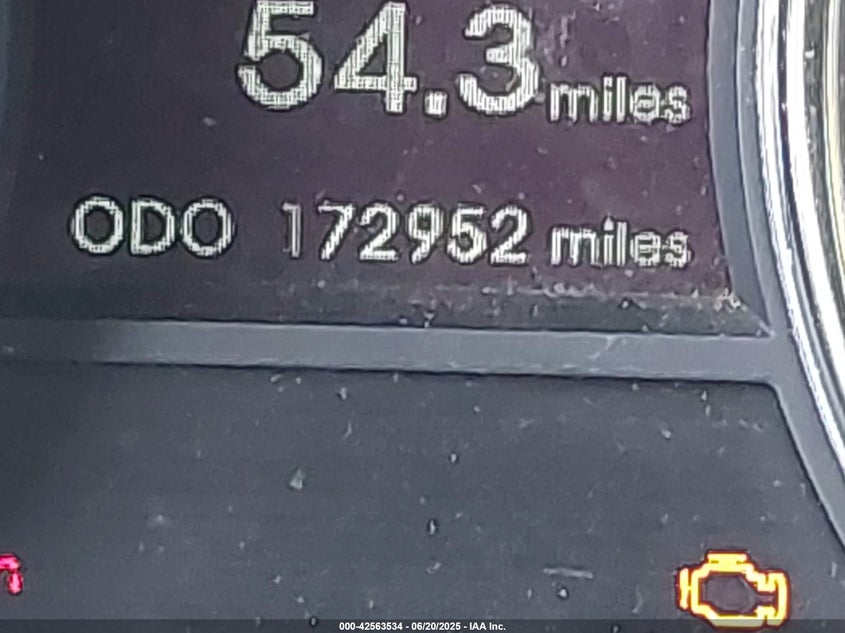 54.3 miles
ODO 172952 miles
000-42563534 - 06/20/2025 - IAA Inc.